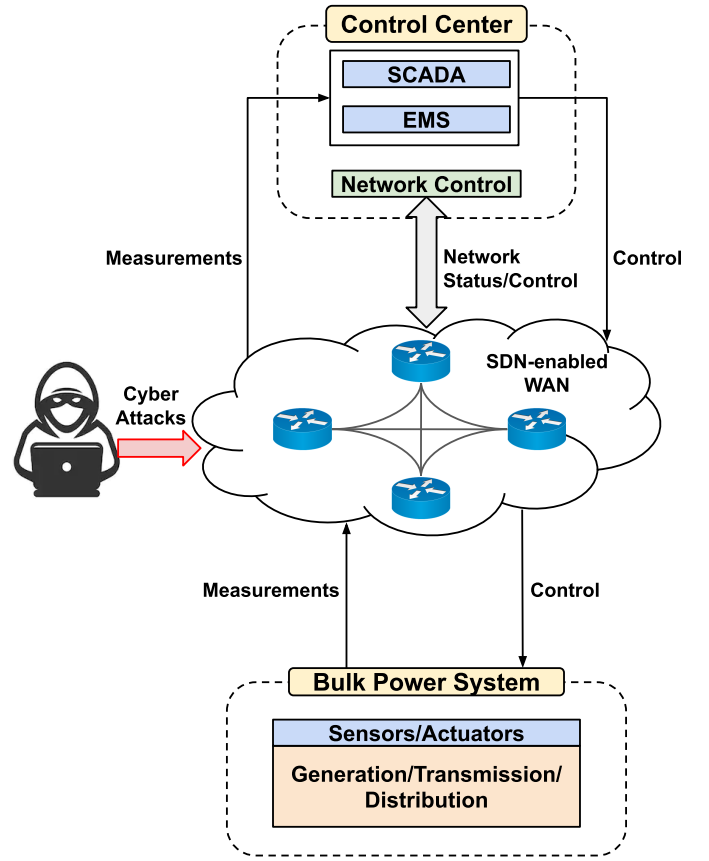 Control Center
SCADA
EMS
Network Control
Measurements
Network
Status/Control
Control
SDN-enabled
WAN
Cyber
Attacks
Measurements
Control
Bulk Power System
Sensors/Actuators
Generation/Transmission/
Distribution